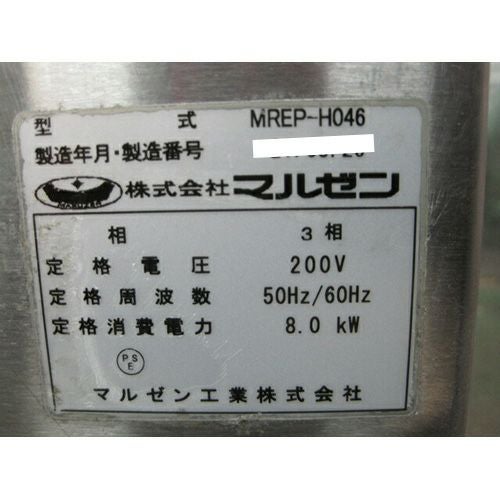 型式 MREP-H046
製造年月・製造番号
株式会社マルゼン
相 3相
定格電圧 200V
定格周波数 50Hz/60Hz
定格消費電力 8.0 kW
PS
E
マルゼン工業株式会社